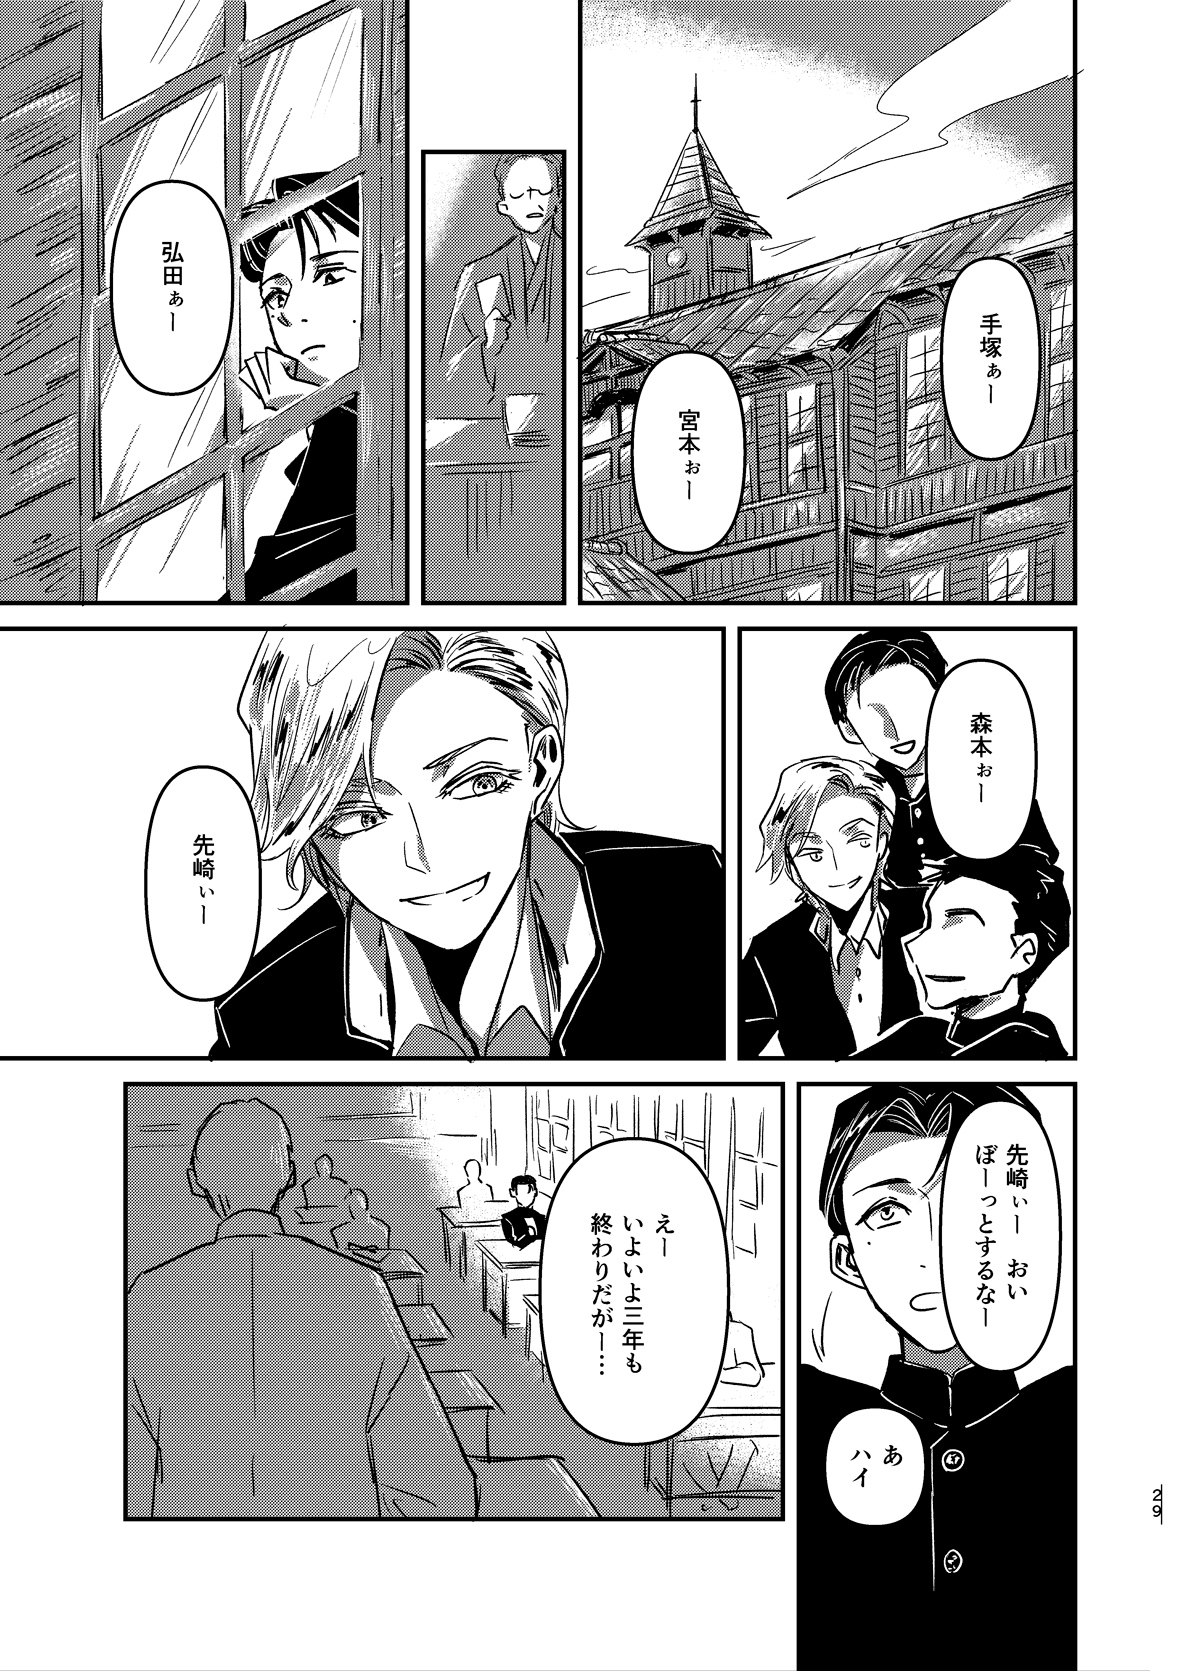 手塚ぁー
宮本ぉー
弘田ぁー
森本ぉー
先崎ぃー
先崎ぃー　おい
ぼーっとするなー
あ
ハイ
えー
いよいよ三年も
終わりだがー…
29